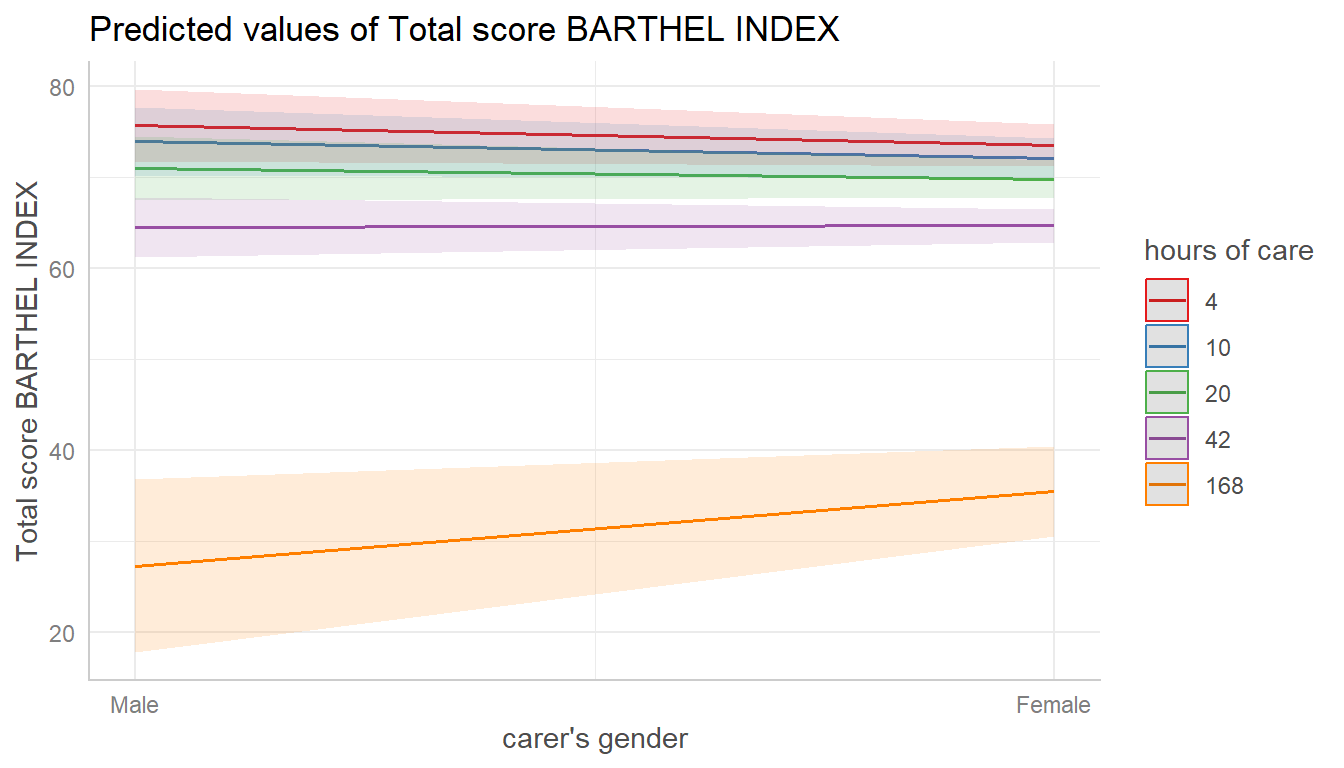 Predicted values of Total score BARTHEL INDEX
Total score BARTHEL INDEX
80
60
40
20
Male
Female
carer's gender
hours of care
4
10
20
42
168